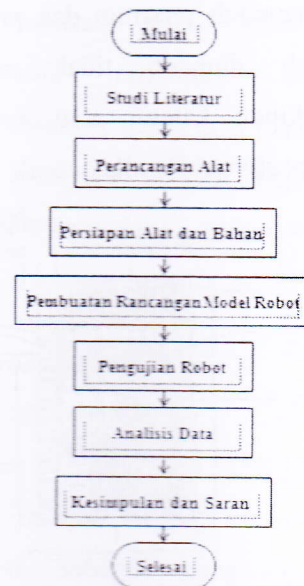 Mulai
Studi Literatur
Perancangan Alat
Persiapan Alat dan Bahan
Pembuatan Rancangan Model Robot
Pengujian Robot
Analisis Data
Kesimpulan dan Saran
Selesai